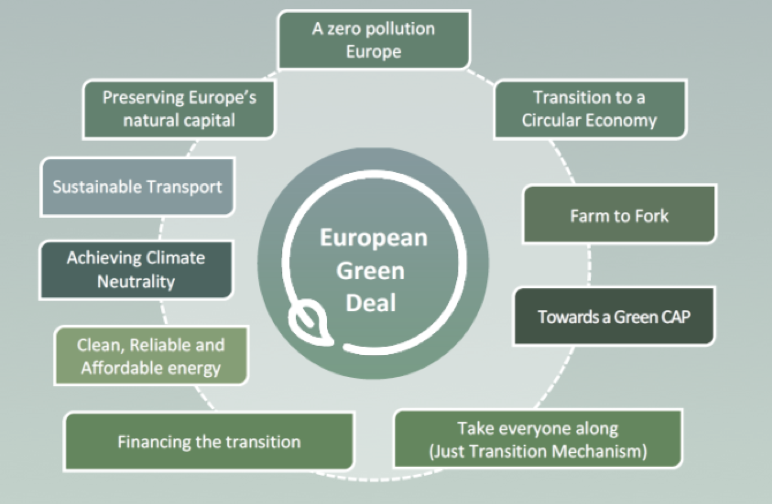 A zero pollution
Europe
Preserving Europe's
natural capital
Transition to a
Circular Economy
Sustainable Transport
Farm to Fork
European
Green
Deal
Achieving Climate
Neutrality
Towards a Green CAP
Clean, Reliable and
Affordable energy
Financing the transition
Take everyone along
(Just Transition Mechanism)